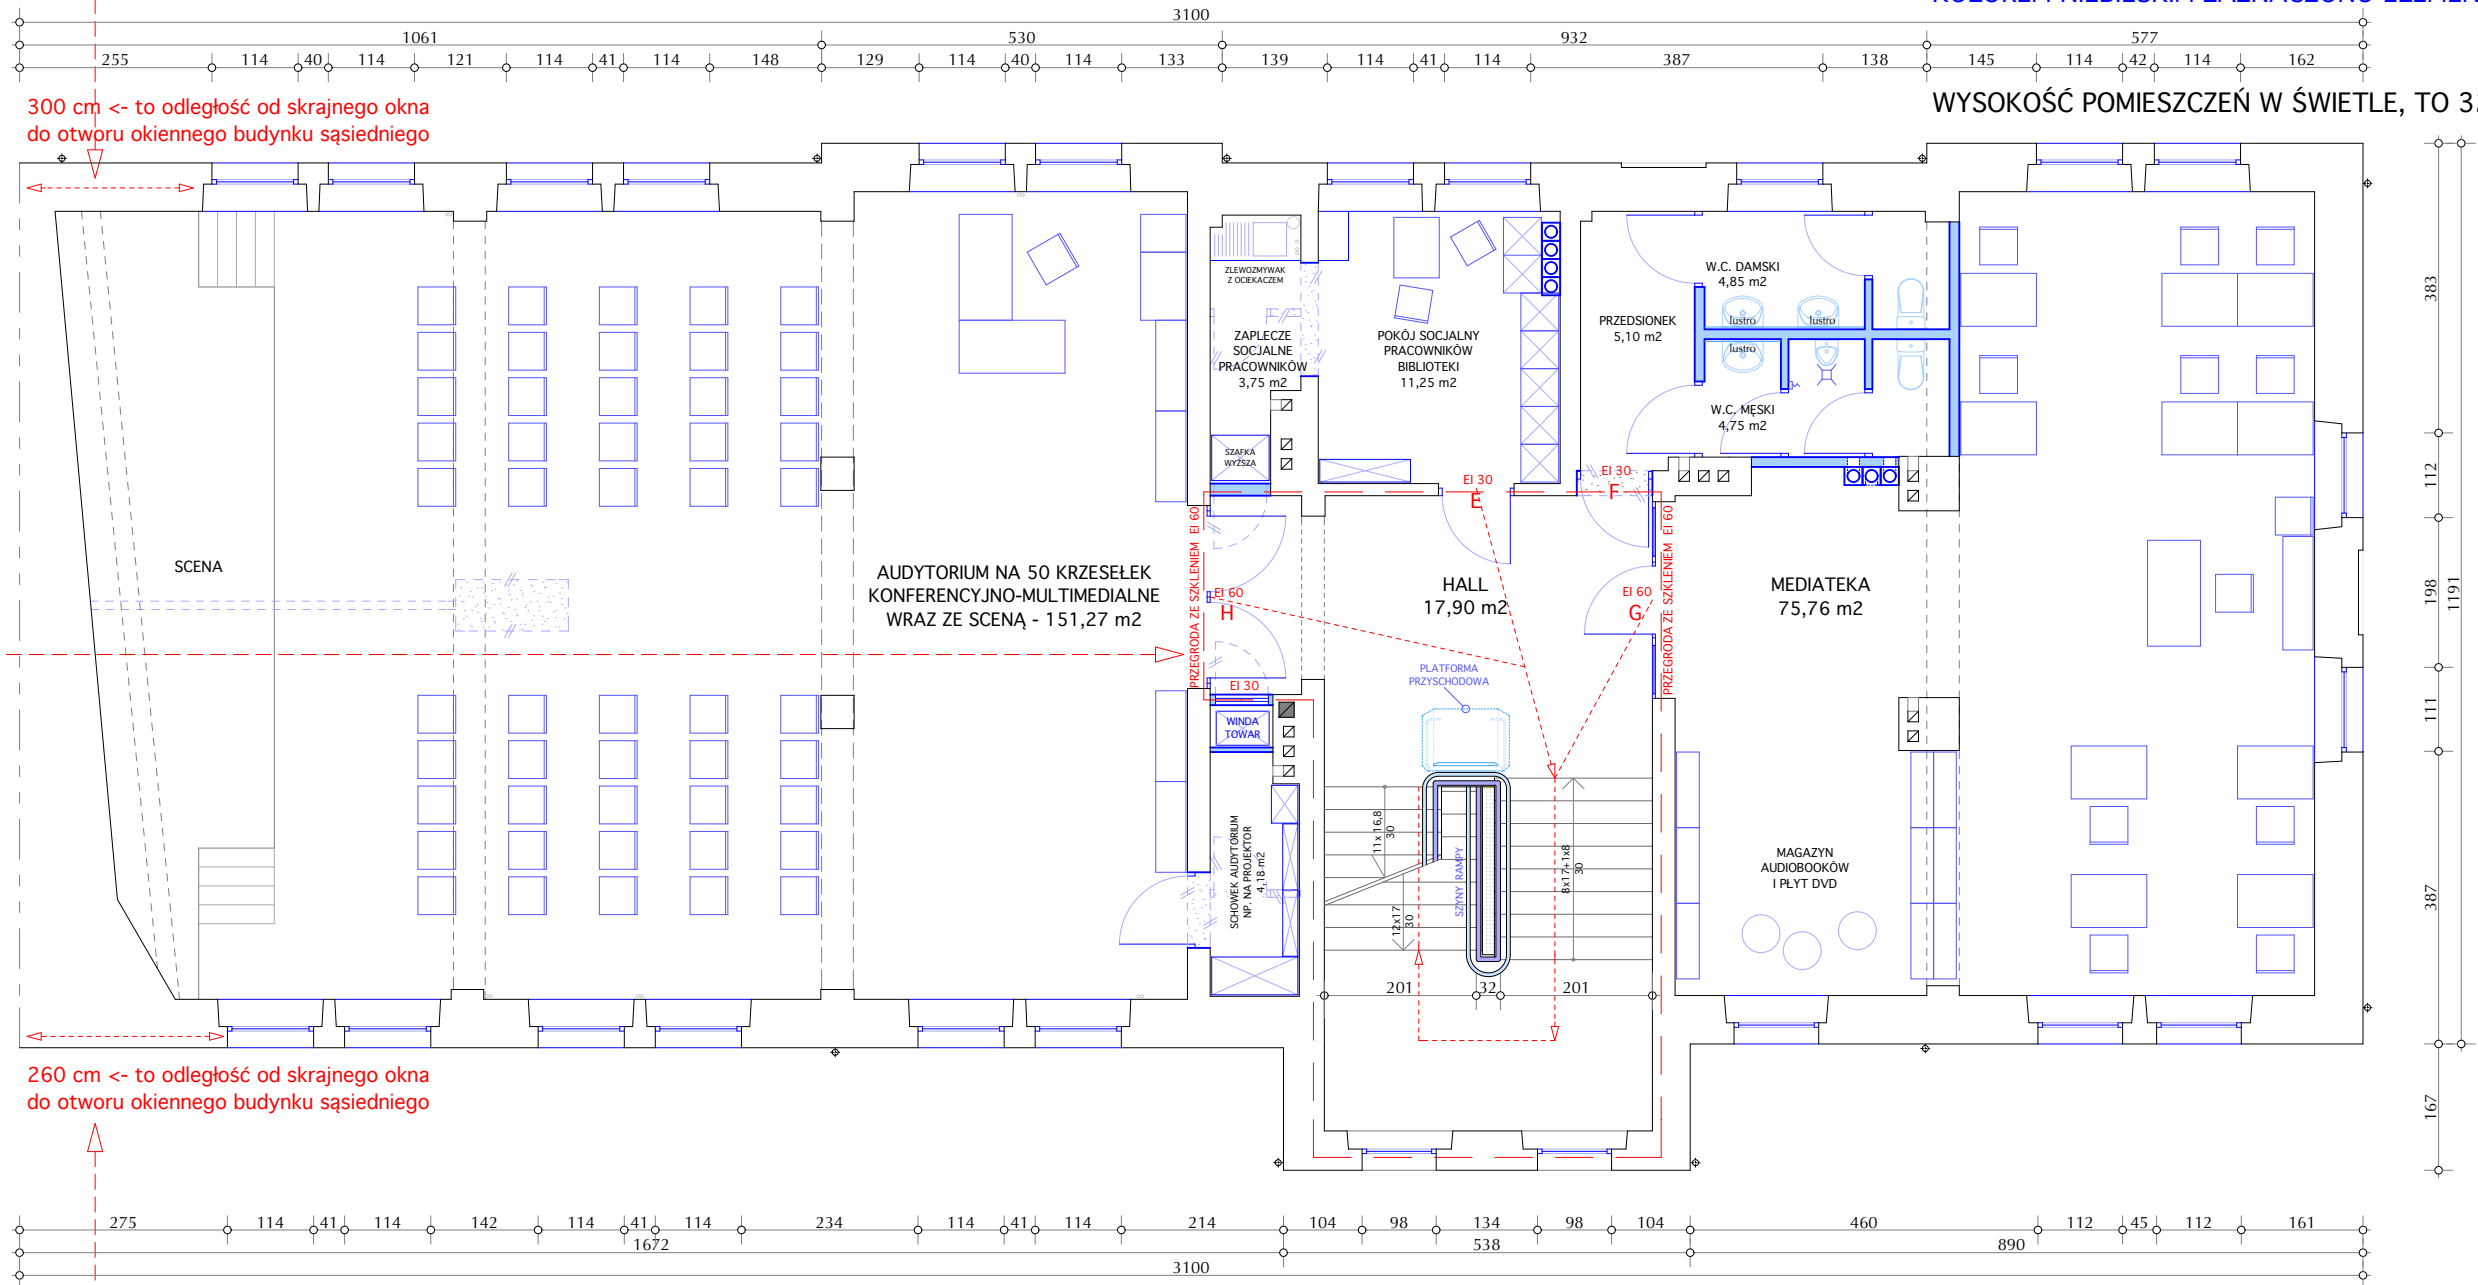 3100
1061 530 932 577
255 114 40 114 121 114 41 114 148 129 114 40 114 133 139 114 41 114 387 138 145 114 42 114 162
300 cm <- to odległość od skrajnego okna
do otworu okiennego budynku sąsiedniego
WYSOKOŚĆ POMIESZCZEŃ W ŚWIETLE, TO
ZLEWOZMYWAK
Z OCIEKACZEM
ZAPLECZE
SOCJALNE
PRACOWNIKÓW
3,75 m2
SZAFKA
WYŻSZA
POKÓJ SOCJALNY
PRACOWNIKÓW
BIBLIOTEKI
11,25 m2
PRZEDSIONEK
5,10 m2
W.C. DAMSKI
4,85 m2
lustro
lustro
lustro
W.C. MĘSKI
4,75 m2
EI 30
E
EI 30
F
SCENA
AUDYTORIUM NA 50 KRZESEŁEK
KONFERENCYJNO-MULTIMEDIALNE
WRAZ ZE SCENĄ - 151,27 m2
PRZEGRODA ZE SZKLENIEM EI 60
EI 60
H
HALL
17,90 m2
EI 60
G
PRZEGRODA ZE SZKLENIEM EI 60
MEDIATEKA
75,76 m2
PLATFORMA
PRZYSCHODOWA
EI 30
WINDA
TOWAR
SCHOWEK AUDYTORIUM
NP. NA PROJEKTOR
4,18 m2
11x 16,8
30
12x17
30
SZYNY RAMPY
8x17+1x8
30
MAGAZYN
AUDIOBOOKÓW
I PŁYT DVD
201 32 201
383
112
198
111
387
167
1191
260 cm <- to odległość od skrajnego okna
do otworu okiennego budynku sąsiedniego
275 114 41 114 142 114 41 114 234 114 41 114 214 104 98 134 98 104 460 112 45 112 161
1672 538 890
3100